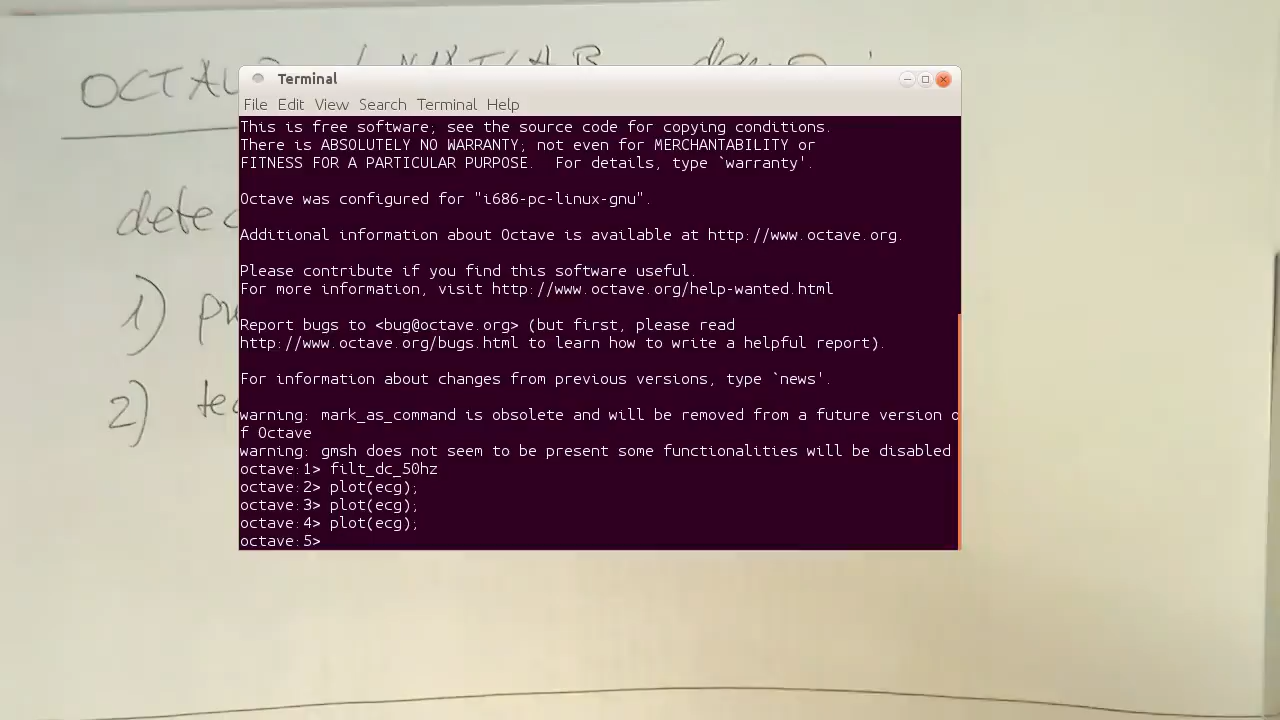 Terminal
File Edit View Search Terminal Help
This is free software; see the source code for copying conditions.
There is ABSOLUTELY NO WARRANTY; not even for MERCHANTABILITY or
FITNESS FOR A PARTICULAR PURPOSE.  For details, type `warranty'.
Octave was configured for "i686-pc-linux-gnu".
Additional information about Octave is available at http://www.octave.org.
Please contribute if you find this software useful.
For more information, visit http://www.octave.org/help-wanted.html
Report bugs to <bug@octave.org> (but first, please read
http://www.octave.org/bugs.html to learn how to write a helpful report).
For information about changes from previous versions, type `news'.
warning: mark_as_command is obsolete and will be removed from a future version o
f Octave
warning: gmsh does not seem to be present some functionalities will be disabled
octave:1> filt_dc_50hz
octave:2> plot(ecg);
octave:3> plot(ecg);
octave:4> plot(ecg);
octave:5>
1)
2)